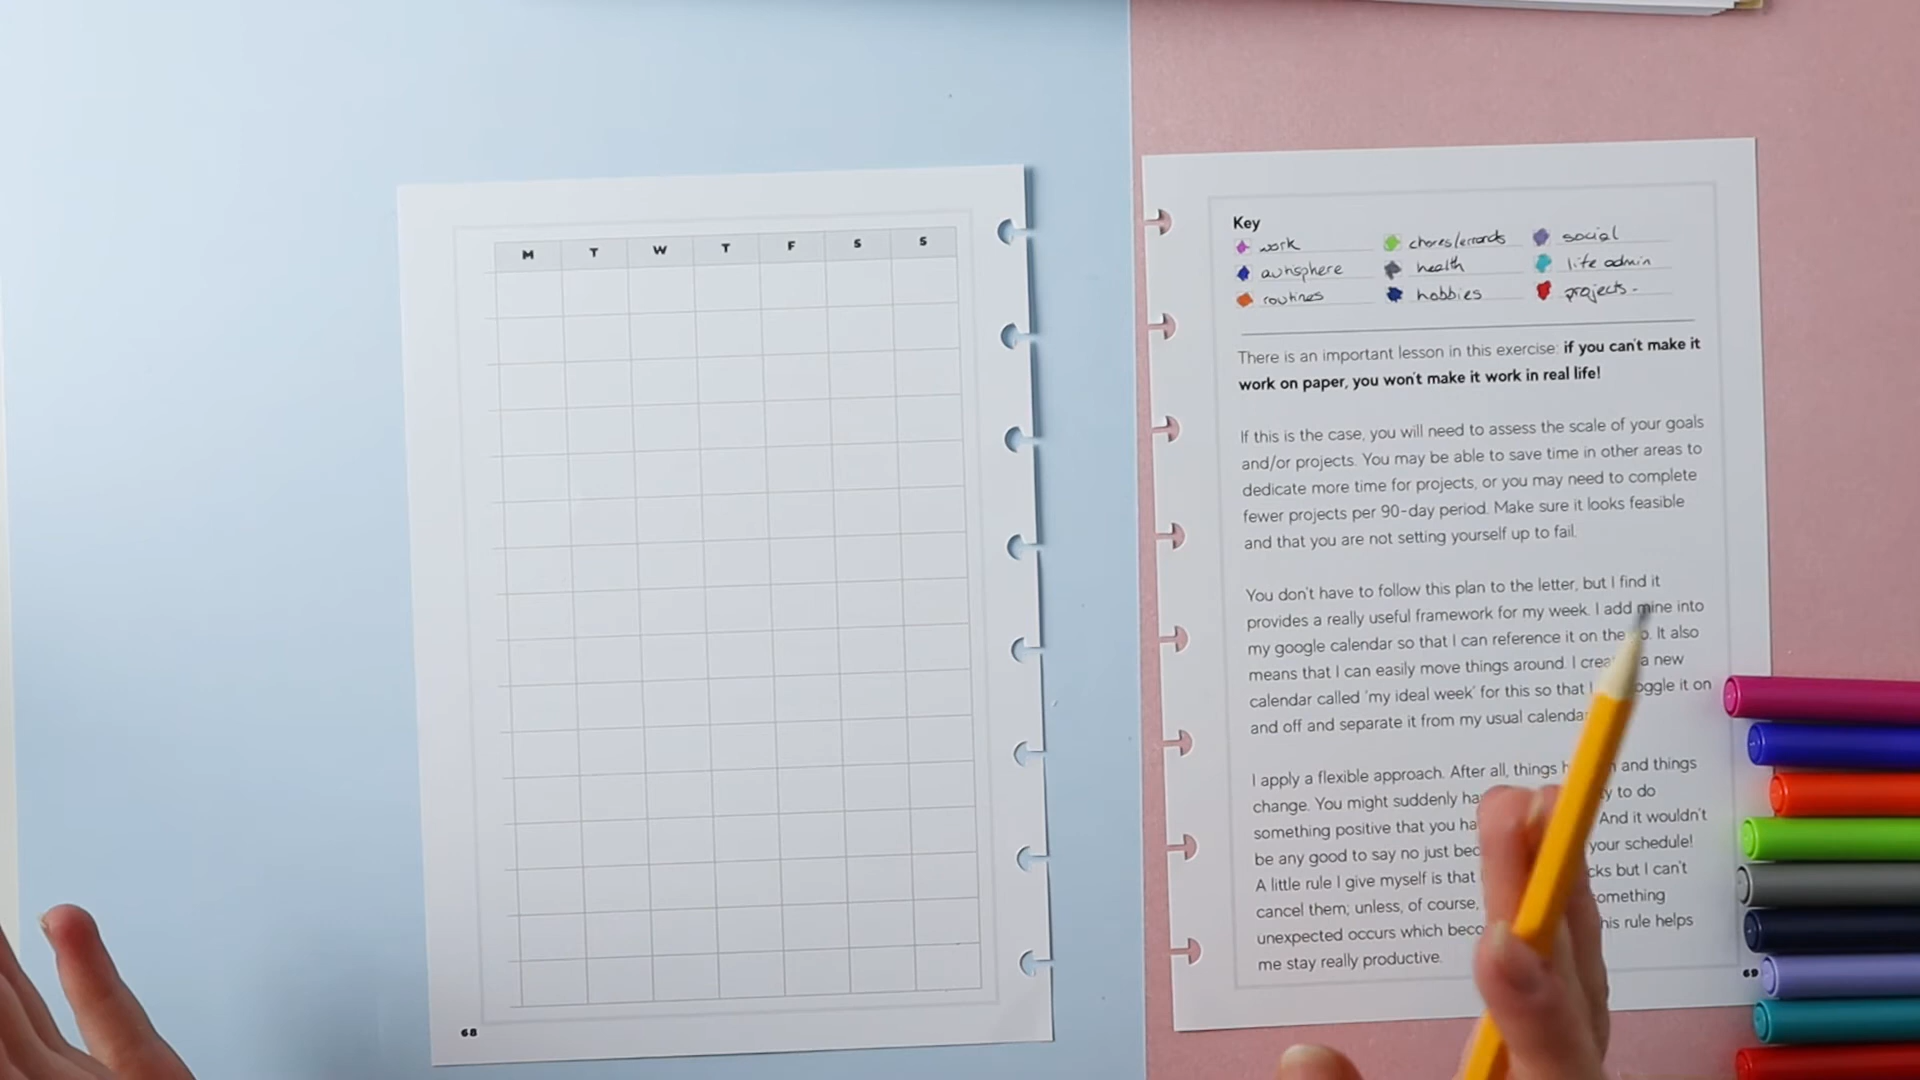 M T W T F S S
68
Key
work chores/errands social
aunsphere health life admin
routines hobbies projects-
There is an important lesson in this exercise: if you can't make it
work on paper, you won't make it work in real life!
If this is the case, you will need to assess the scale of your goals
and/or projects. You may be able to save time in other areas to
dedicate more time for projects, or you may need to complete
fewer projects per 90-day period. Make sure it looks feasible
and that you are not setting yourself up to fail.
You don't have to follow this plan to the letter, but I find it
provides a really useful framework for my week. I add mine into
my google calendar so that I can reference it on the It also
means that I can easily move things around. I a new
calendar called 'my ideal week' for this so that I it on
and off and separate it from my usual
I apply a flexible approach. After all, things and things
change. You might suddenly to do
something positive that you And it wouldn't
be any good to say no just your schedule!
A little rule I give myself is that but I can't
cancel them; unless, of course, something
unexpected occurs which rule helps
me stay really productive.
69